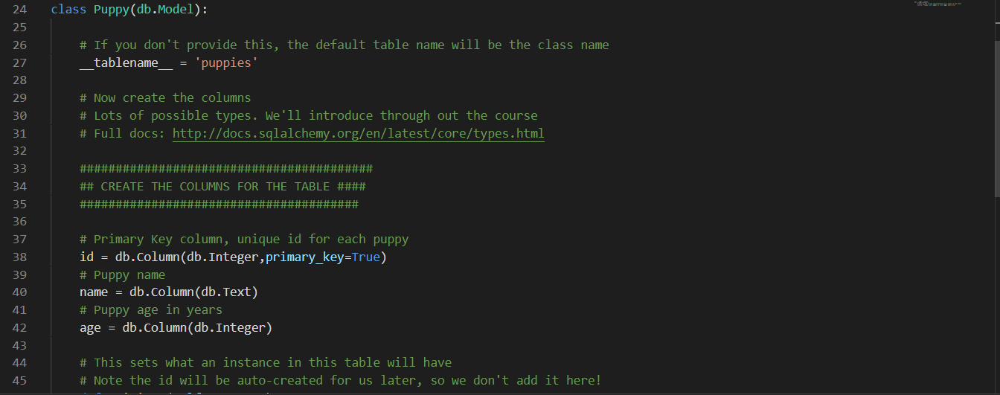 24 class Puppy(db.Model):
25
26 # If you don't provide this, the default table name will be the class name
27 __tablename__ = 'puppies'
28
29 # Now create the columns
30 # Lots of possible types. We'll introduce through out the course
31 # Full docs: http://docs.sqlalchemy.org/en/latest/core/types.html
32
33 #########################################
34 ## CREATE THE COLUMNS FOR THE TABLE ####
35 #######################################
36
37 # Primary Key column, unique id for each puppy
38 id = db.Column(db.Integer,primary_key=True)
39 # Puppy name
40 name = db.Column(db.Text)
41 # Puppy age in years
42 age = db.Column(db.Integer)
43
44 # This sets what an instance in this table will have
45 # Note the id will be auto-created for us later, so we don't add it here!